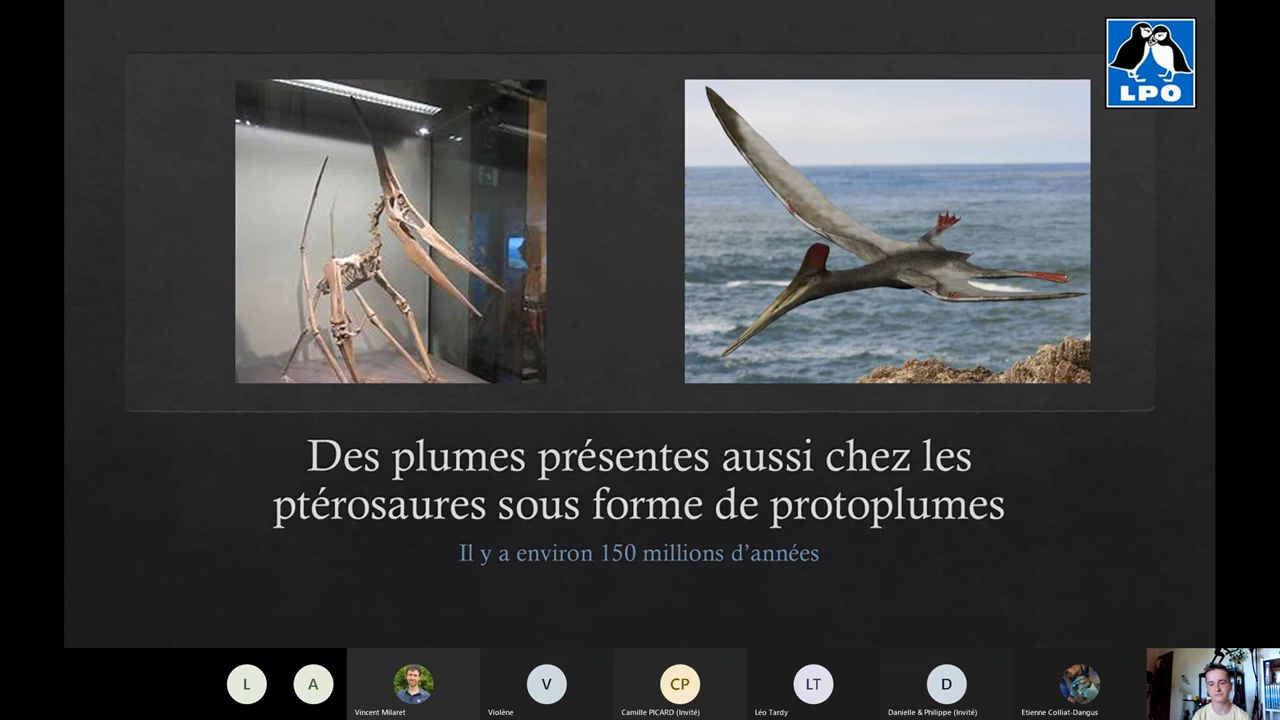 LPO
Des plumes présentes aussi chez les
ptérosaures sous forme de protoplumes
Il y a environ 150 millions d’années
L
A
V
CP
LT
D
Vincent Milaret
Violène
Camille PICARD (Invité)
Léo Tardy
Danielle & Philippe (Invité)
Etienne Colliat-Dangus